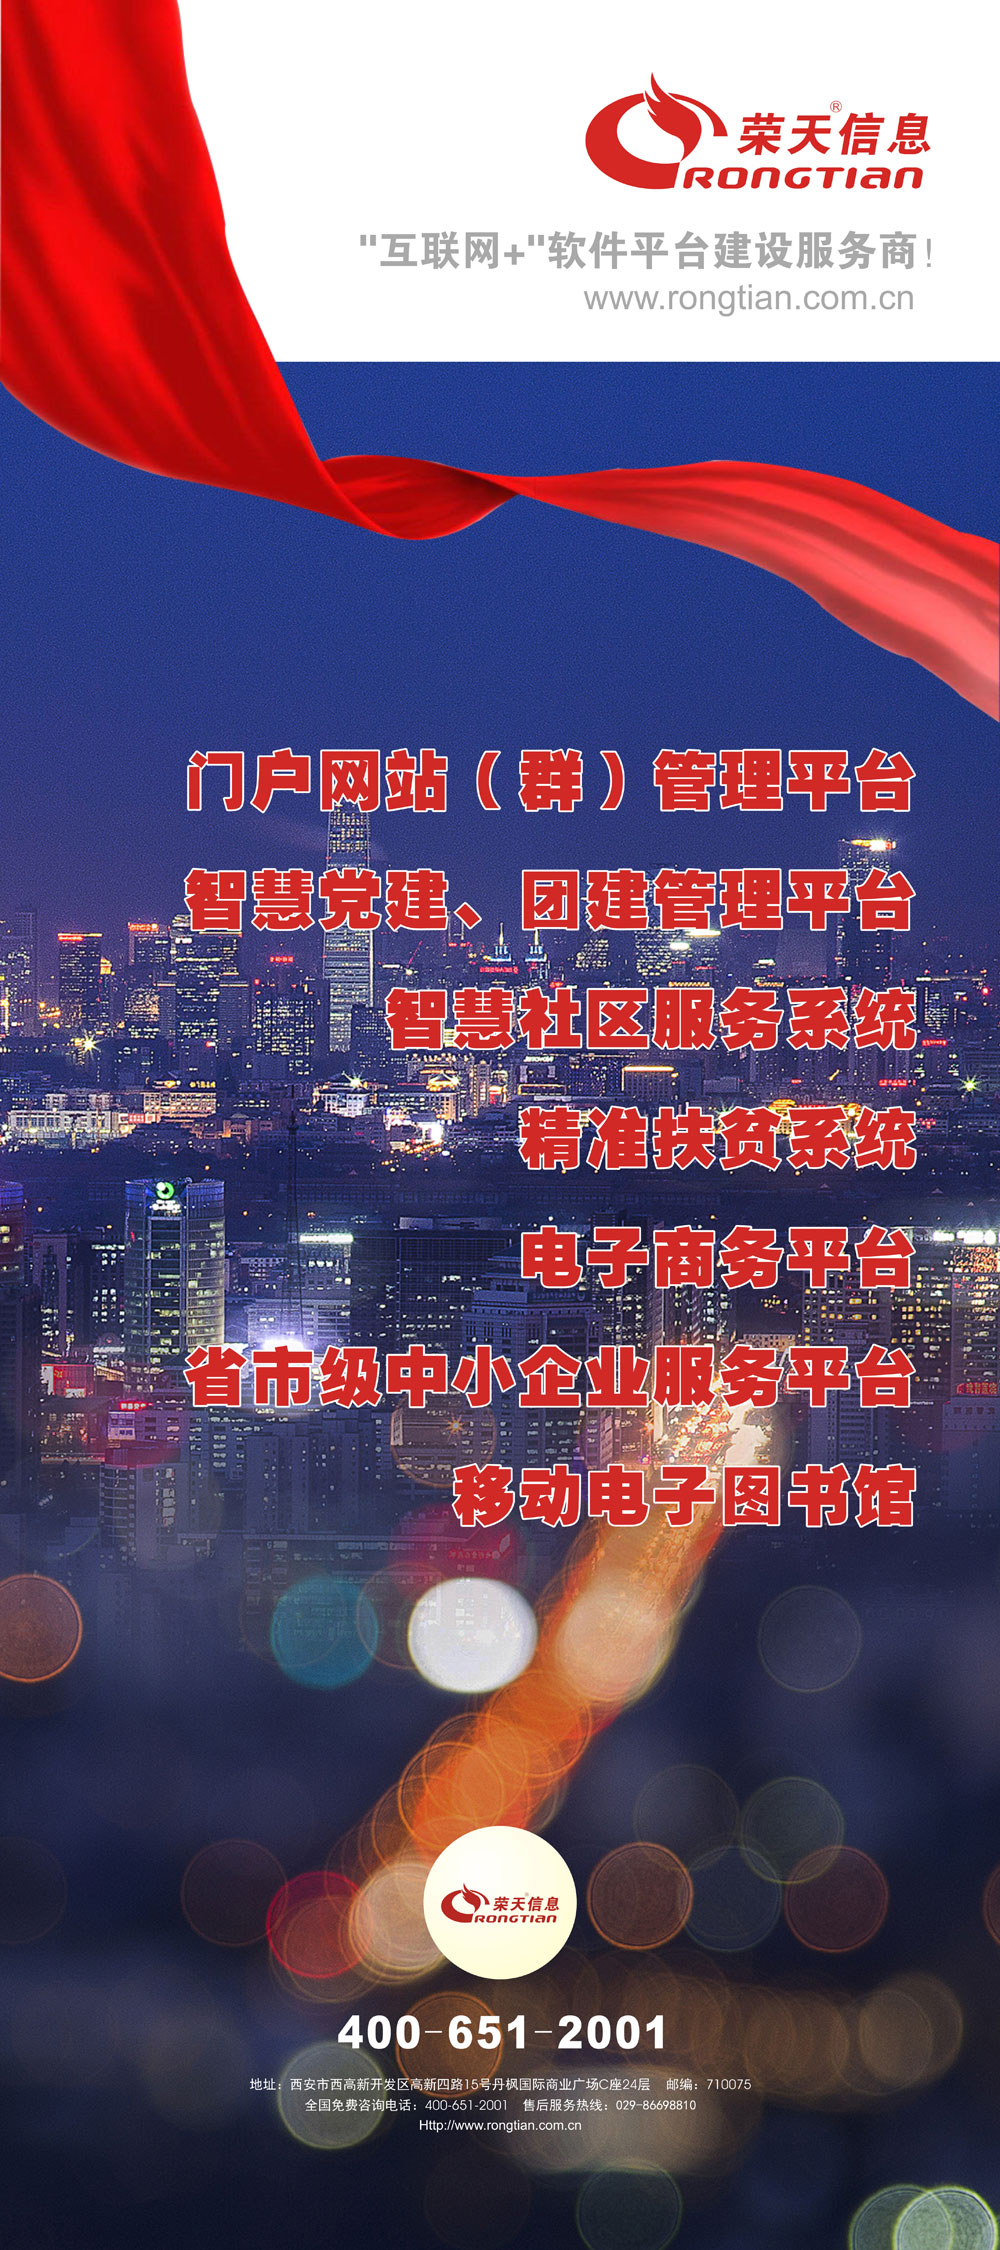 荣天信息®
RONGTIAN
"互联网+"软件平台建设服务商!
www.rongtian.com.cn
门户网站（群）管理平台
智慧党建、团建管理平台
智慧社区服务系统
精准扶贫系统
电子商务平台
省市级中小企业服务平台
移动电子图书馆
荣天信息
RONGTIAN
400-651-2001
地址：西安市西高新开发区高新四路15号丹枫国际商业广场C座24层 邮编：710075
全国免费咨询电话：400-651-2001 售后服务热线：029-86698810
Http://www.rongtian.com.cn